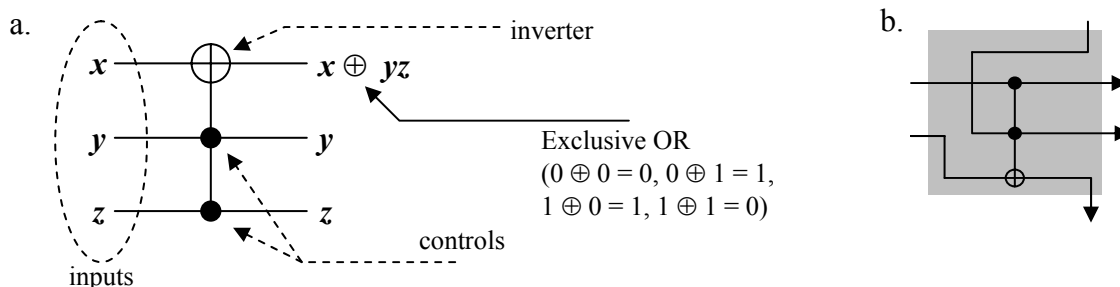 a.
inverter
x x ⊕ yz
y y
Exclusive OR
(0 ⊕ 0 = 0, 0 ⊕ 1 = 1,
1 ⊕ 0 = 1, 1 ⊕ 1 = 0)
z z
controls
inputs
b.